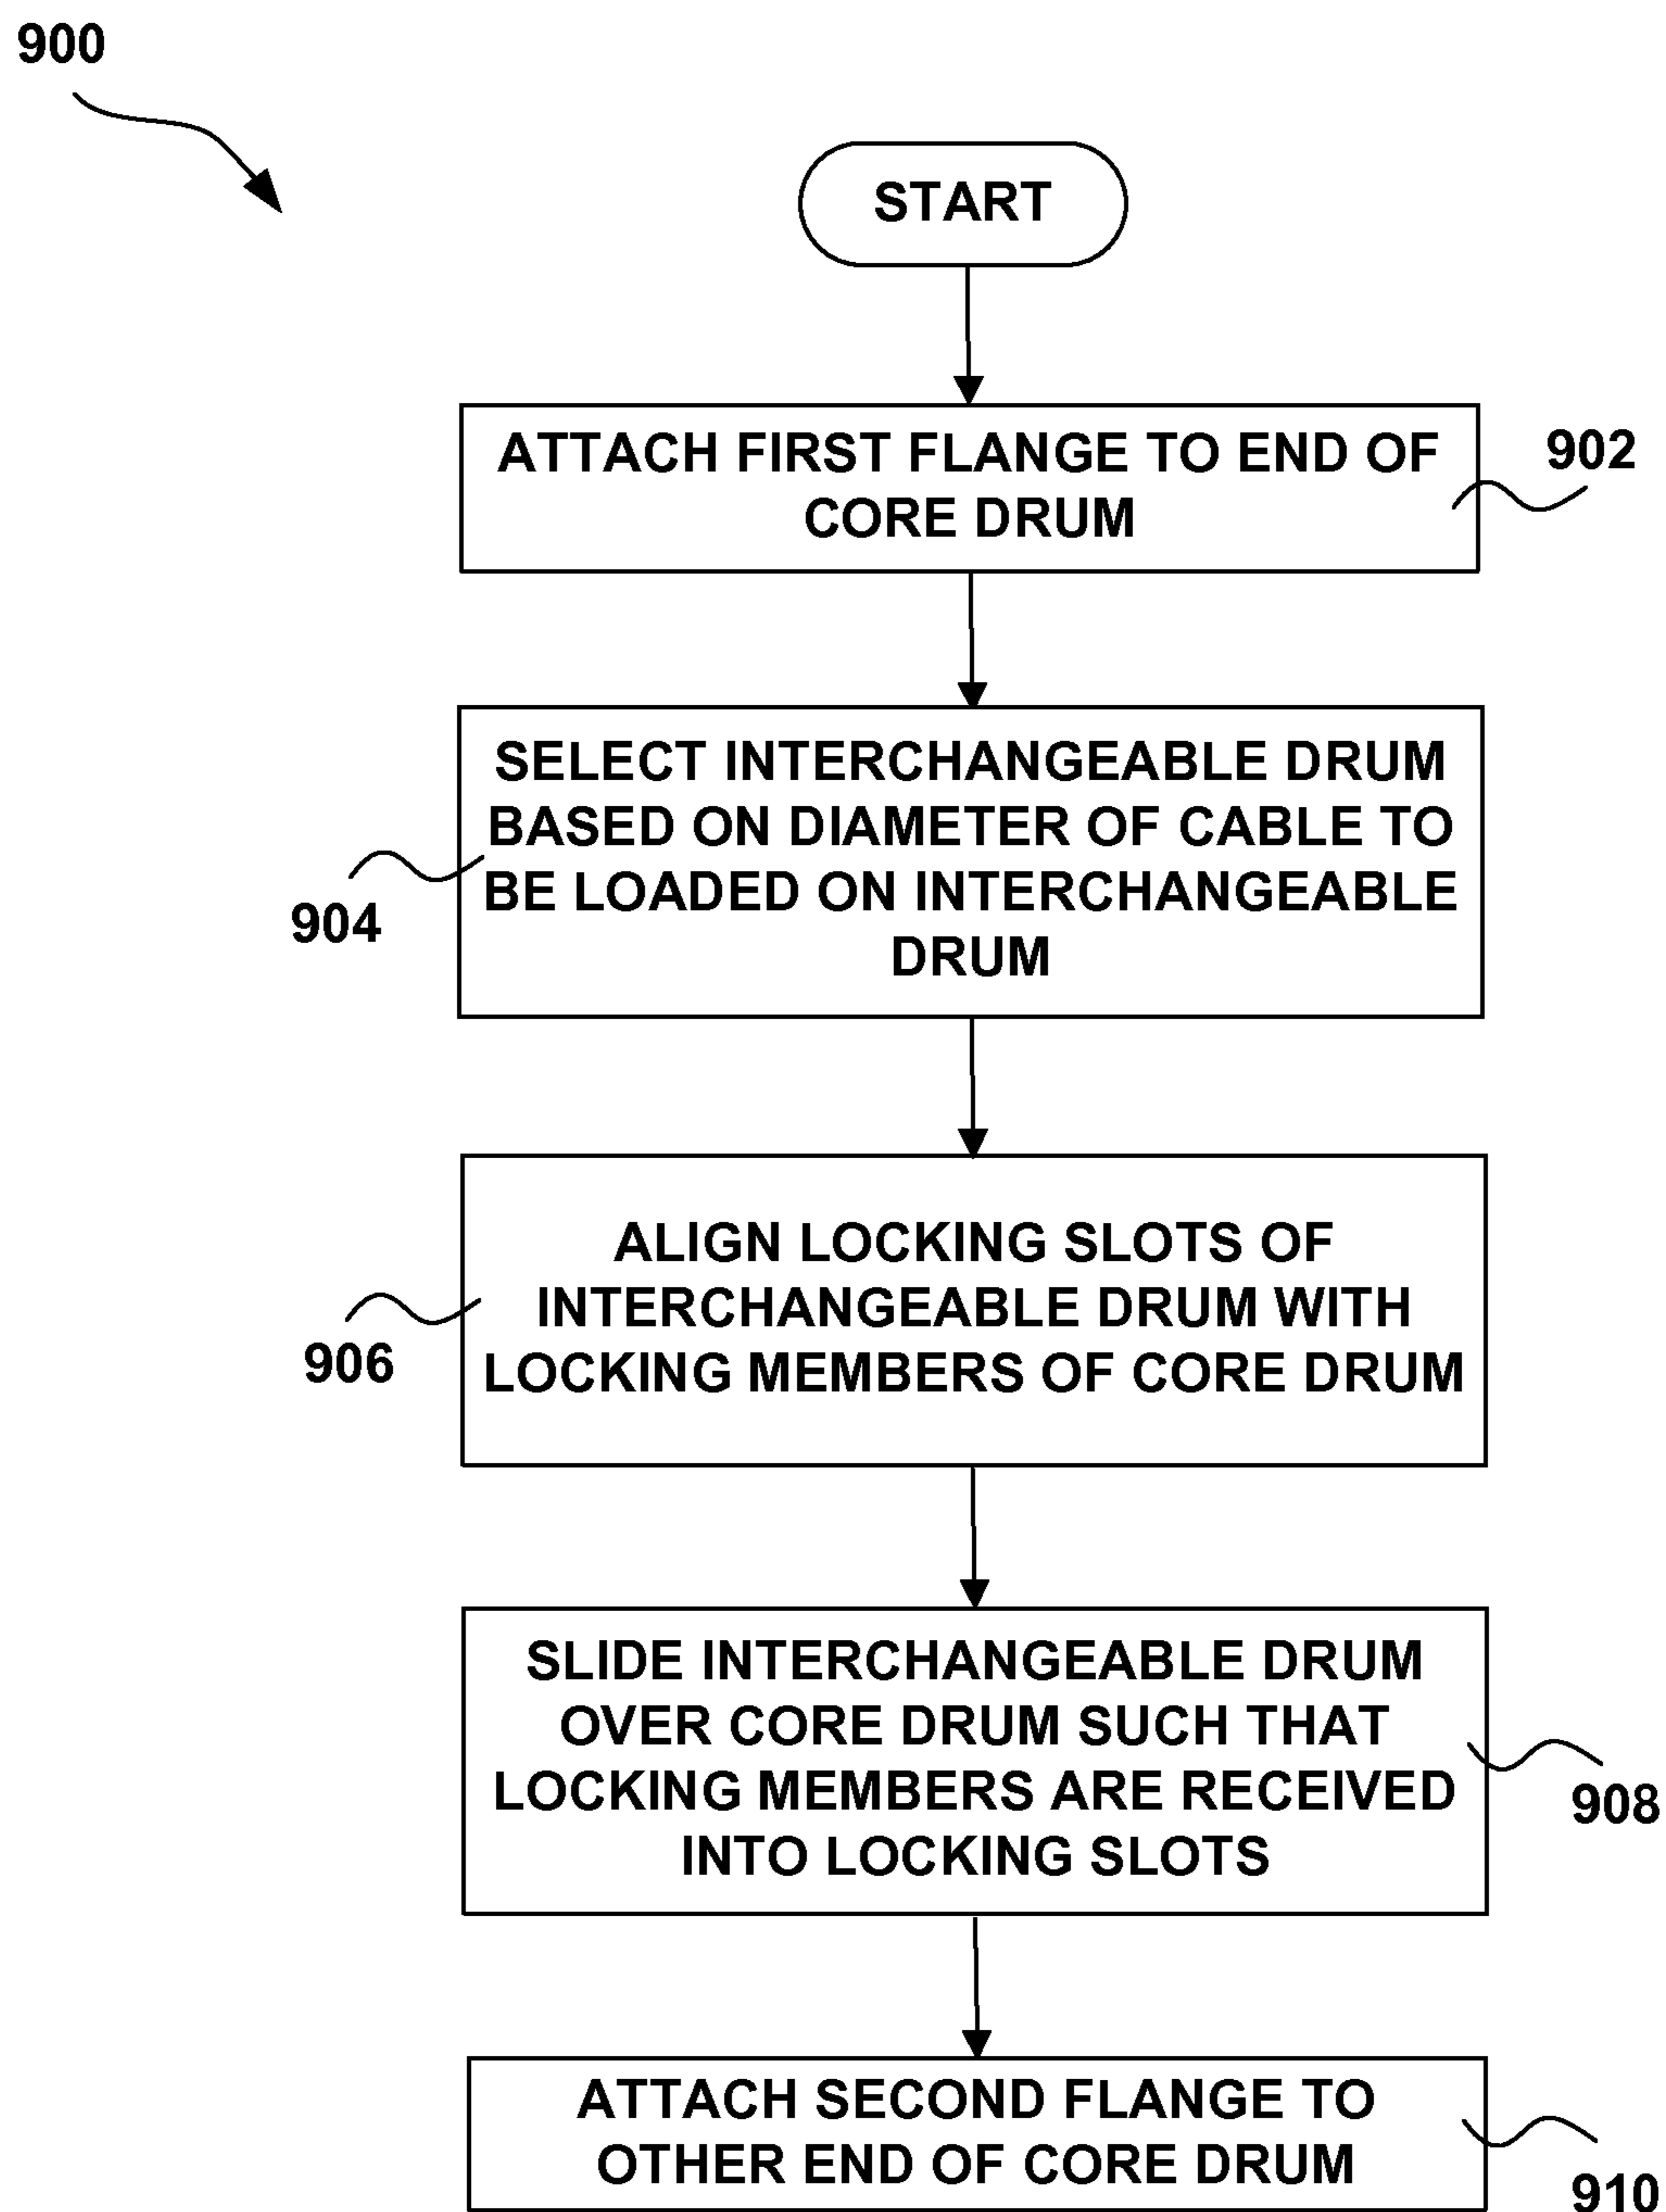 900
START
ATTACH FIRST FLANGE TO END OF
CORE DRUM
902
SELECT INTERCHANGEABLE DRUM
BASED ON DIAMETER OF CABLE TO
BE LOADED ON INTERCHANGEABLE
DRUM
904
ALIGN LOCKING SLOTS OF
INTERCHANGEABLE DRUM WITH
LOCKING MEMBERS OF CORE DRUM
906
SLIDE INTERCHANGEABLE DRUM
OVER CORE DRUM SUCH THAT
LOCKING MEMBERS ARE RECEIVED
INTO LOCKING SLOTS
908
ATTACH SECOND FLANGE TO
OTHER END OF CORE DRUM
910